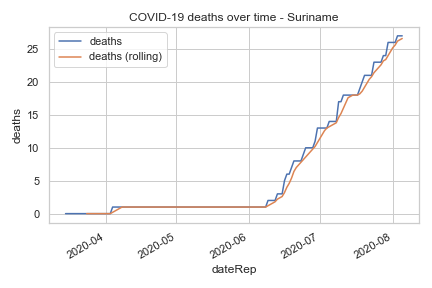 COVID-19 deaths over time - Suriname
deaths
deaths (rolling)
25
20
15
10
5
0
deaths
2020-04
2020-05
2020-06
2020-07
2020-08
dateRep